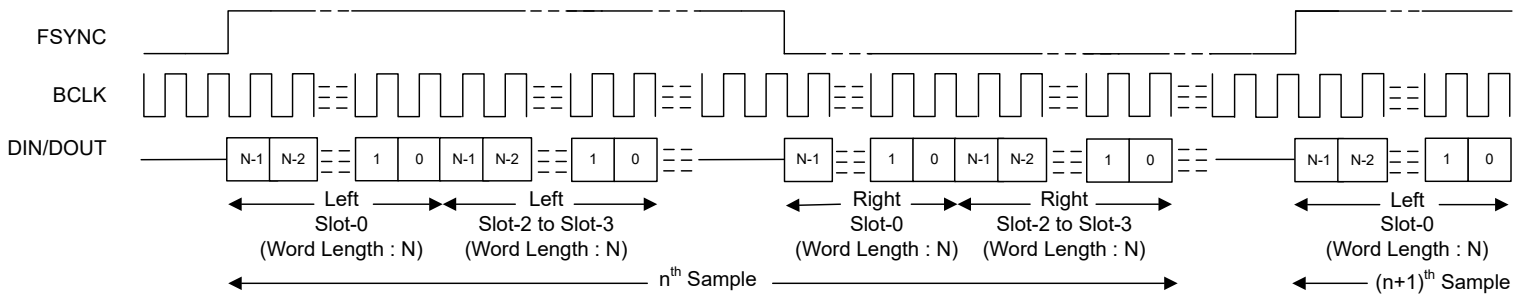 FSYNC
BCLK
DIN/DOUT
N-1 N-2 1 0 N-1 N-2 1 0 N-1 1 0 N-1 N-2 1 0 N-1 N-2 1 0
Left Left Right Right Left
Slot-0 Slot-2 to Slot-3 Slot-0 Slot-2 to Slot-3 Slot-0
(Word Length : N) (Word Length : N) (Word Length : N) (Word Length : N) (Word Length : N)
nth Sample (n+1)th Sample